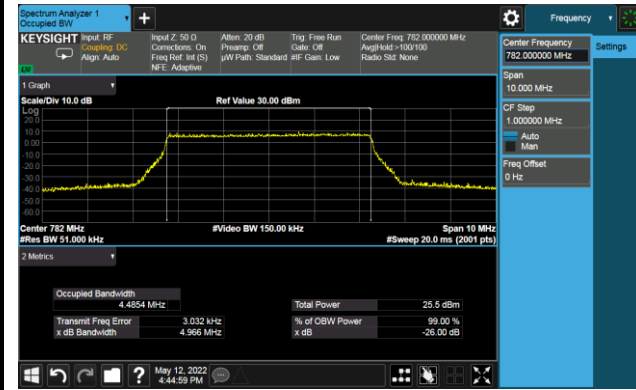 Spectrum Analyzer 1
Occupied BW
+
Frequency
KEYSIGHT
Input: RF
Coupling: DC
Align: Auto
Input Z: 50 Ω
Corrections: On
Freq Ref: Int (S)
NFE: Adaptive
Atten: 20 dB
Preamp: Off
µW Path: Standard
Trig: Free Run
Gate: Off
#IF Gain: Low
Center Freq: 782.000000 MHz
Avg|Hold:>100/100
Radio Std: None
Center Frequency
782.000000 MHz
Settings
Span
10.000 MHz
CF Step
1.000000 MHz
Auto
Man
Freq Offset
0 Hz
1 Graph
Scale/Div 10.0 dB
Ref Value 30.00 dBm
Log
20.0
10.0
0.00
-10.0
-20.0
-30.0
-40.0
-50.0
-60.0
Center 782 MHz
#Video BW 150.00 kHz
Span 10 MHz
#Res BW 51.000 kHz
#Sweep 20.0 ms (2001 pts)
2 Metrics
Occupied Bandwidth
4.4854 MHz
Total Power 25.5 dBm
Transmit Freq Error 3.032 kHz
% of OBW Power 99.00 %
x dB Bandwidth 4.966 MHz
x dB -26.00 dB
?
May 12, 2022
4:44:59 PM